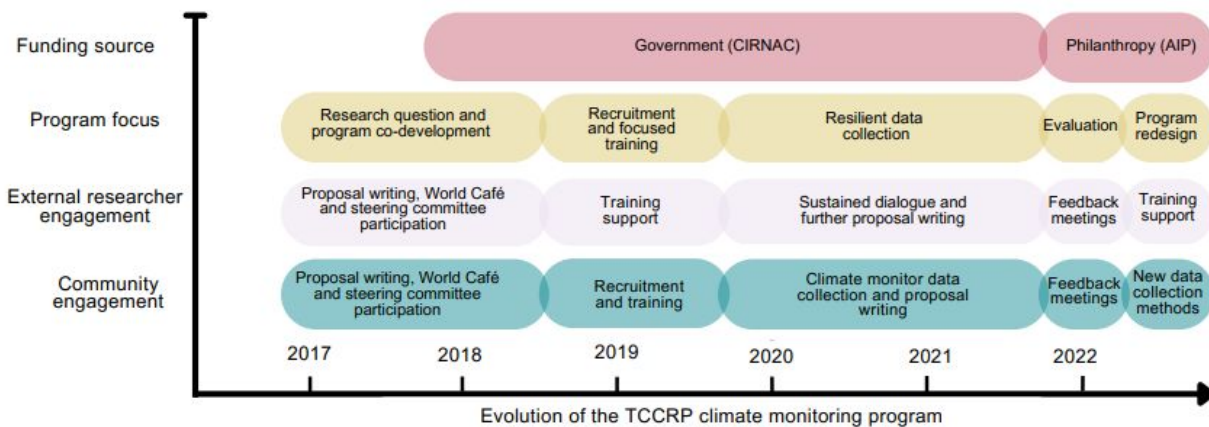 Funding source
Government (CIRNAC)
Philanthropy (AIP)
Program focus
Research question and
program co-development
Recruitment
and focused
training
Resilient data
collection
Evaluation
Program
redesign
External researcher
engagement
Proposal writing, World Café
and steering committee
participation
Training
support
Sustained dialogue and
further proposal writing
Feedback
meetings
Training
support
Community
engagement
Proposal writing, World Café
and steering committee
participation
Recruitment
and training
Climate monitor data
collection and proposal
writing
Feedback
meetings
New data
collection
methods
2017
2018
2019
2020
2021
2022
Evolution of the TCCRP climate monitoring program